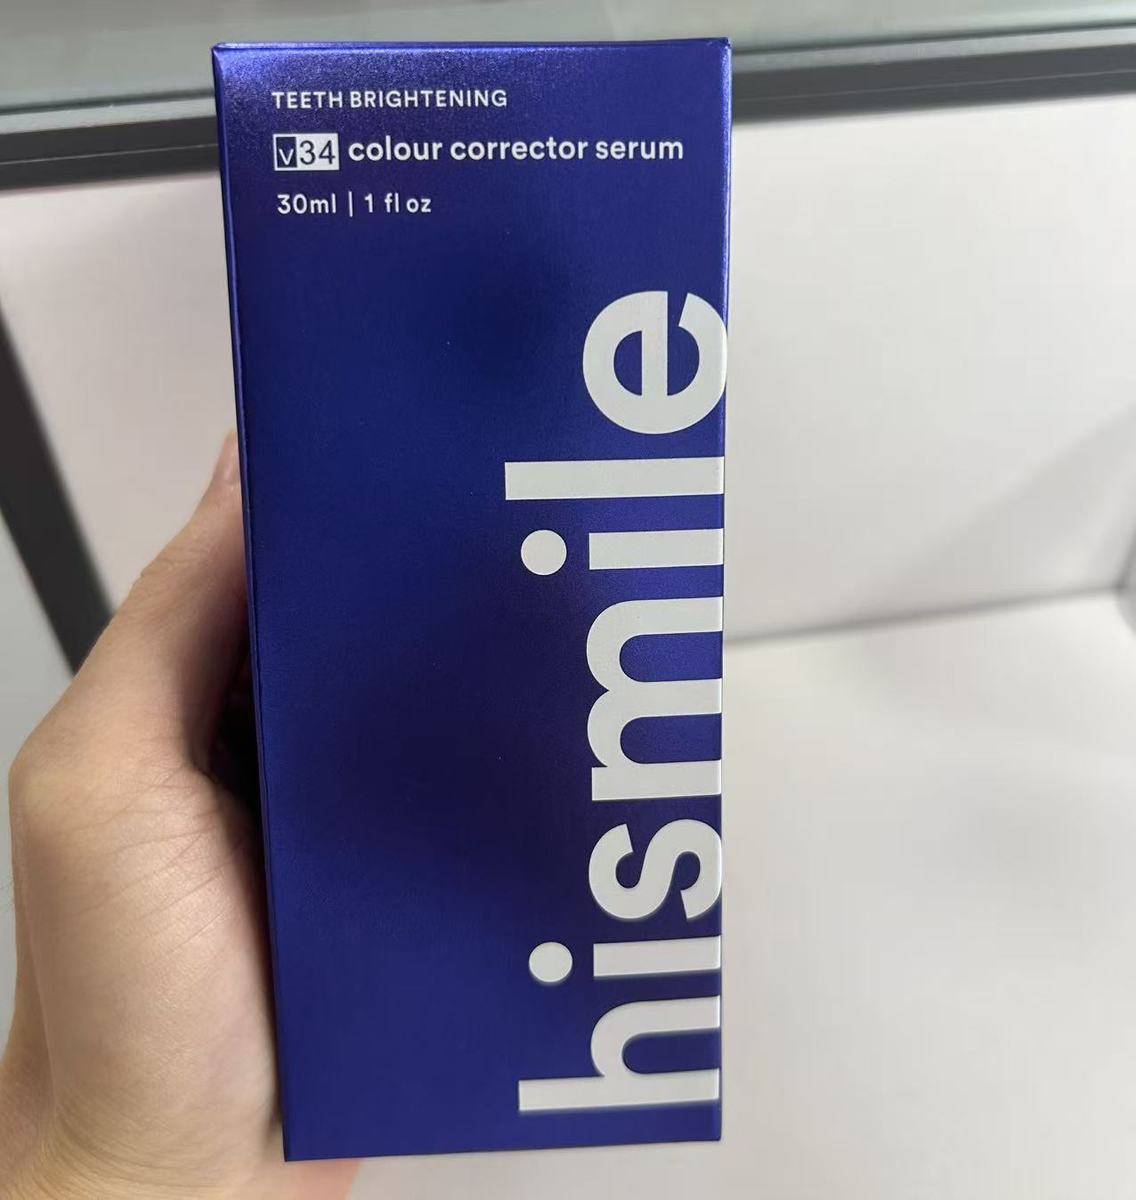 TEETH BRIGHTENING
v34 colour corrector serum
30ml | 1 fl oz
hismile